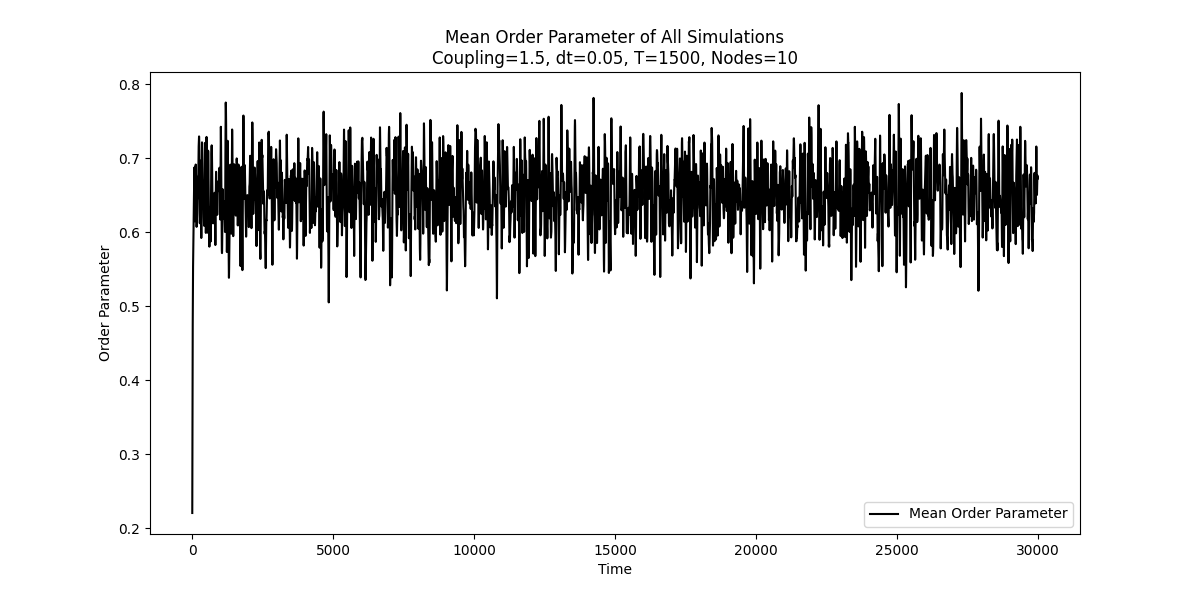 Mean Order Parameter of All Simulations
Coupling=1.5, dt=0.05, T=1500, Nodes=10
0.8
0.7
0.6
0.5
0.4
0.3
0.2
Order Parameter
Mean Order Parameter
0 5000 10000 15000 20000 25000 30000
Time